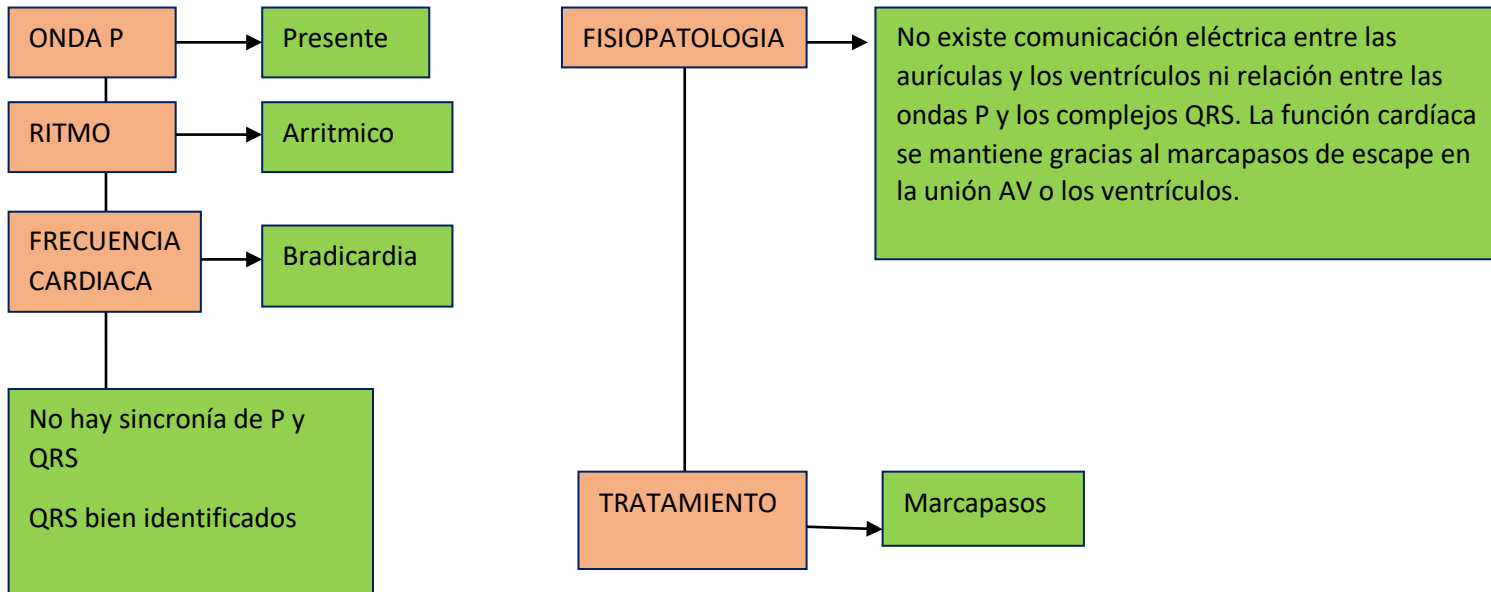 ONDA P
Presente
RITMO
Arritmico
FRECUENCIA
CARDIACA
Bradicardia
No hay sincronía de P y
QRS
QRS bien identificados
FISIOPATOLOGIA
No existe comunicación eléctrica entre las
aurículas y los ventrículos ni relación entre las
ondas P y los complejos QRS. La función cardíaca
se mantiene gracias al marcapasos de escape en
la unión AV o los ventrículos.
TRATAMIENTO
Marcapasos